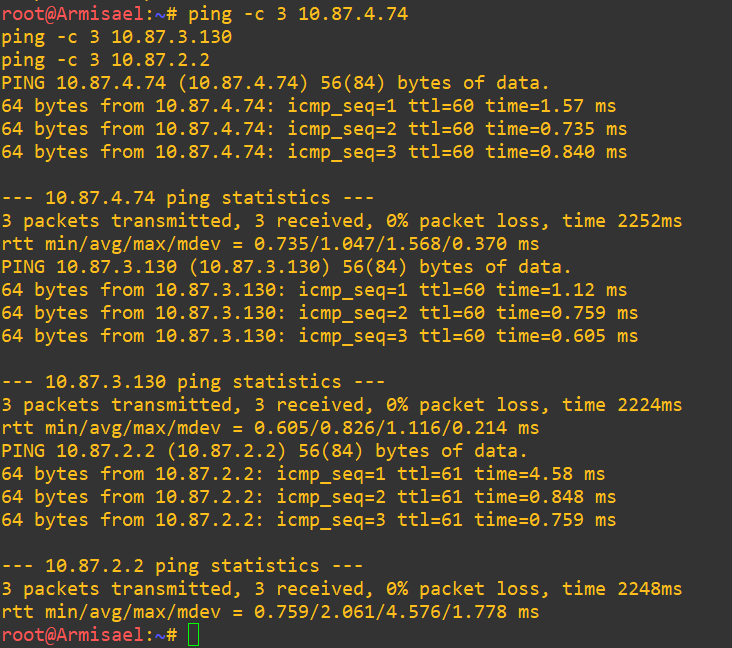 root@Armisael:~# ping -c 3 10.87.4.74
ping -c 3 10.87.3.130
ping -c 3 10.87.2.2
PING 10.87.4.74 (10.87.4.74) 56(84) bytes of data.
64 bytes from 10.87.4.74: icmp_seq=1 ttl=60 time=1.57 ms
64 bytes from 10.87.4.74: icmp_seq=2 ttl=60 time=0.735 ms
64 bytes from 10.87.4.74: icmp_seq=3 ttl=60 time=0.840 ms

--- 10.87.4.74 ping statistics ---
3 packets transmitted, 3 received, 0% packet loss, time 2252ms
rtt min/avg/max/mdev = 0.735/1.047/1.568/0.370 ms
PING 10.87.3.130 (10.87.3.130) 56(84) bytes of data.
64 bytes from 10.87.3.130: icmp_seq=1 ttl=60 time=1.12 ms
64 bytes from 10.87.3.130: icmp_seq=2 ttl=60 time=0.759 ms
64 bytes from 10.87.3.130: icmp_seq=3 ttl=60 time=0.605 ms

--- 10.87.3.130 ping statistics ---
3 packets transmitted, 3 received, 0% packet loss, time 2224ms
rtt min/avg/max/mdev = 0.605/0.826/1.116/0.214 ms
PING 10.87.2.2 (10.87.2.2) 56(84) bytes of data.
64 bytes from 10.87.2.2: icmp_seq=1 ttl=61 time=4.58 ms
64 bytes from 10.87.2.2: icmp_seq=2 ttl=61 time=0.848 ms
64 bytes from 10.87.2.2: icmp_seq=3 ttl=61 time=0.759 ms

--- 10.87.2.2 ping statistics ---
3 packets transmitted, 3 received, 0% packet loss, time 2248ms
rtt min/avg/max/mdev = 0.759/2.061/4.576/1.778 ms
root@Armisael:~#